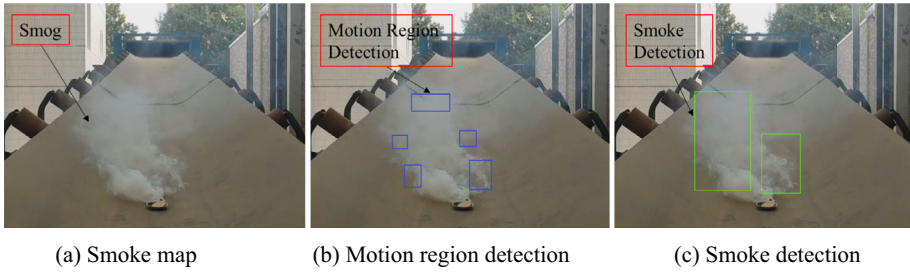 Smog
Motion Region
Detection
Smoke
Detection
(a) Smoke map
(b) Motion region detection
(c) Smoke detection